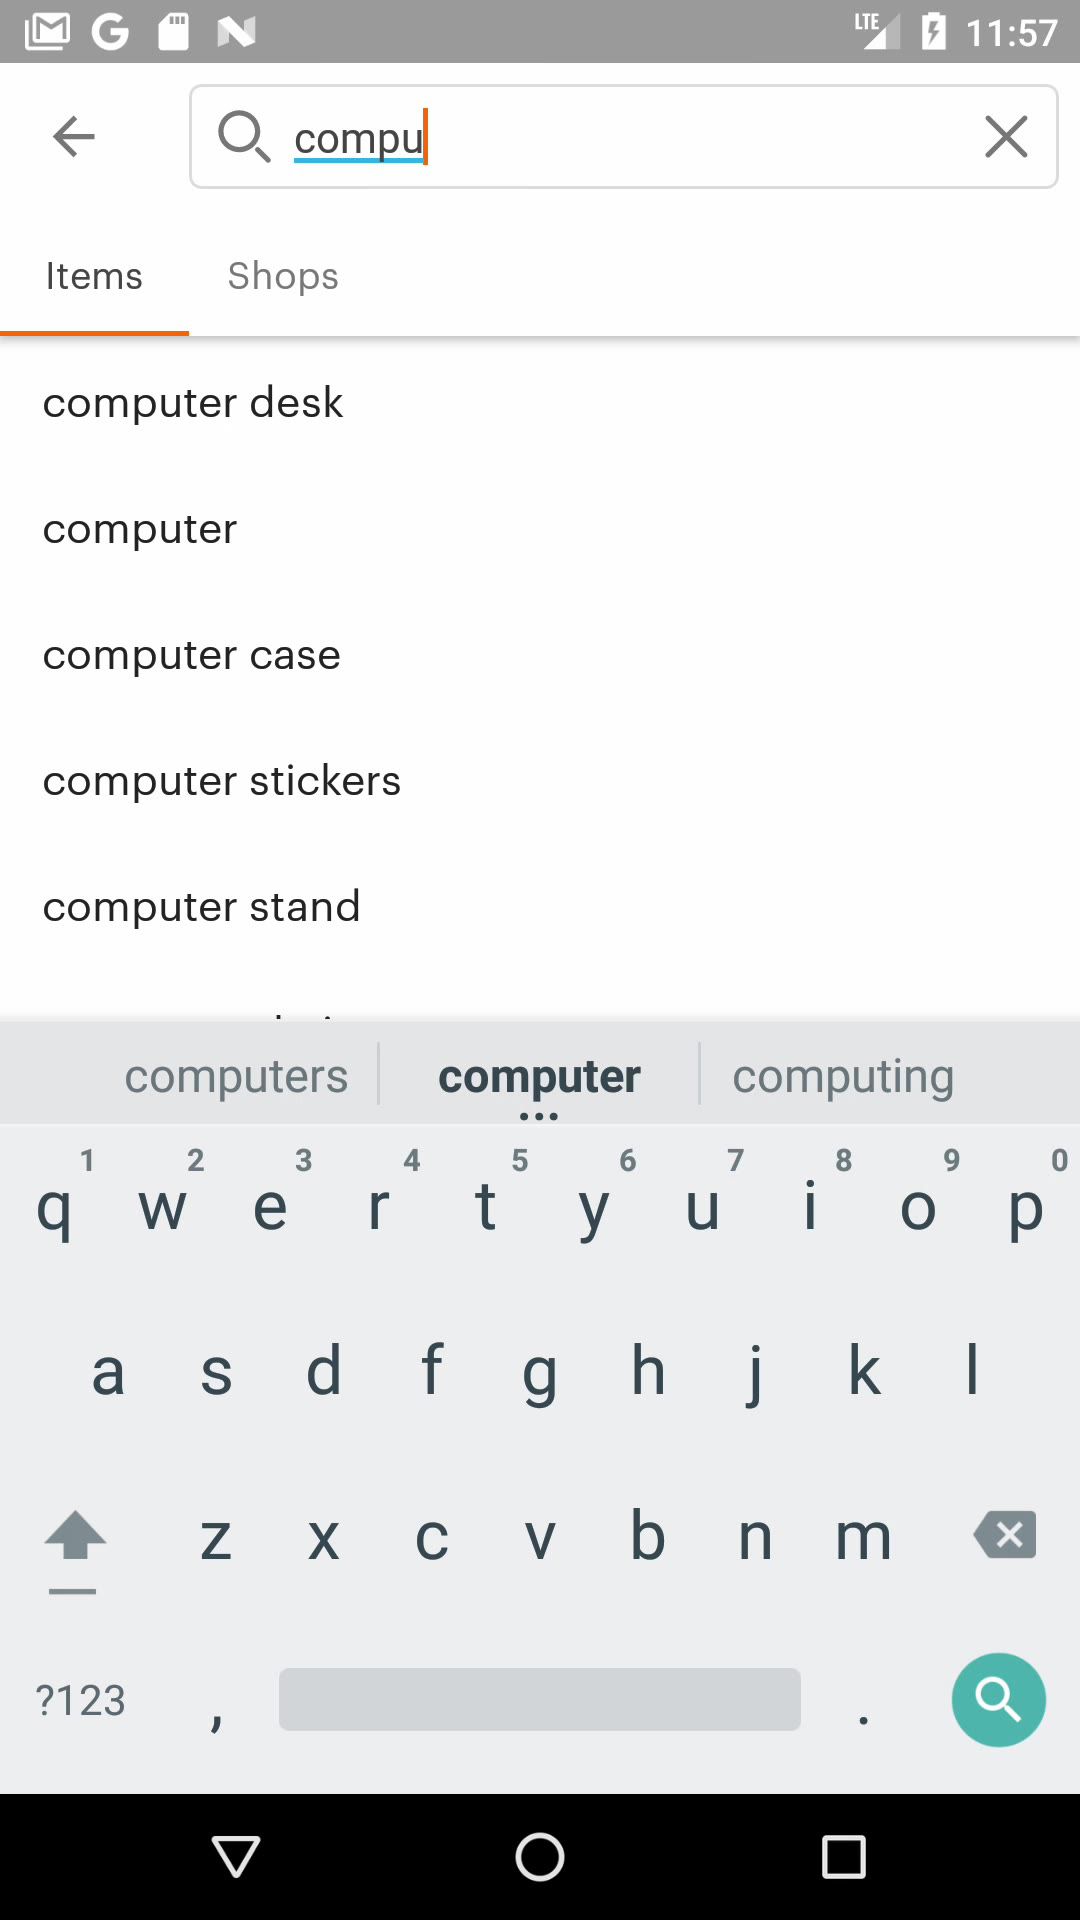 LTE 11:57
compu
Items Shops
computer desk
computer
computer case
computer stickers
computer stand
computers computer computing
1 2 3 4 5 6 7 8 9 0
q w e r t y u i o p
a s d f g h j k l
z x c v b n m
?123 , .